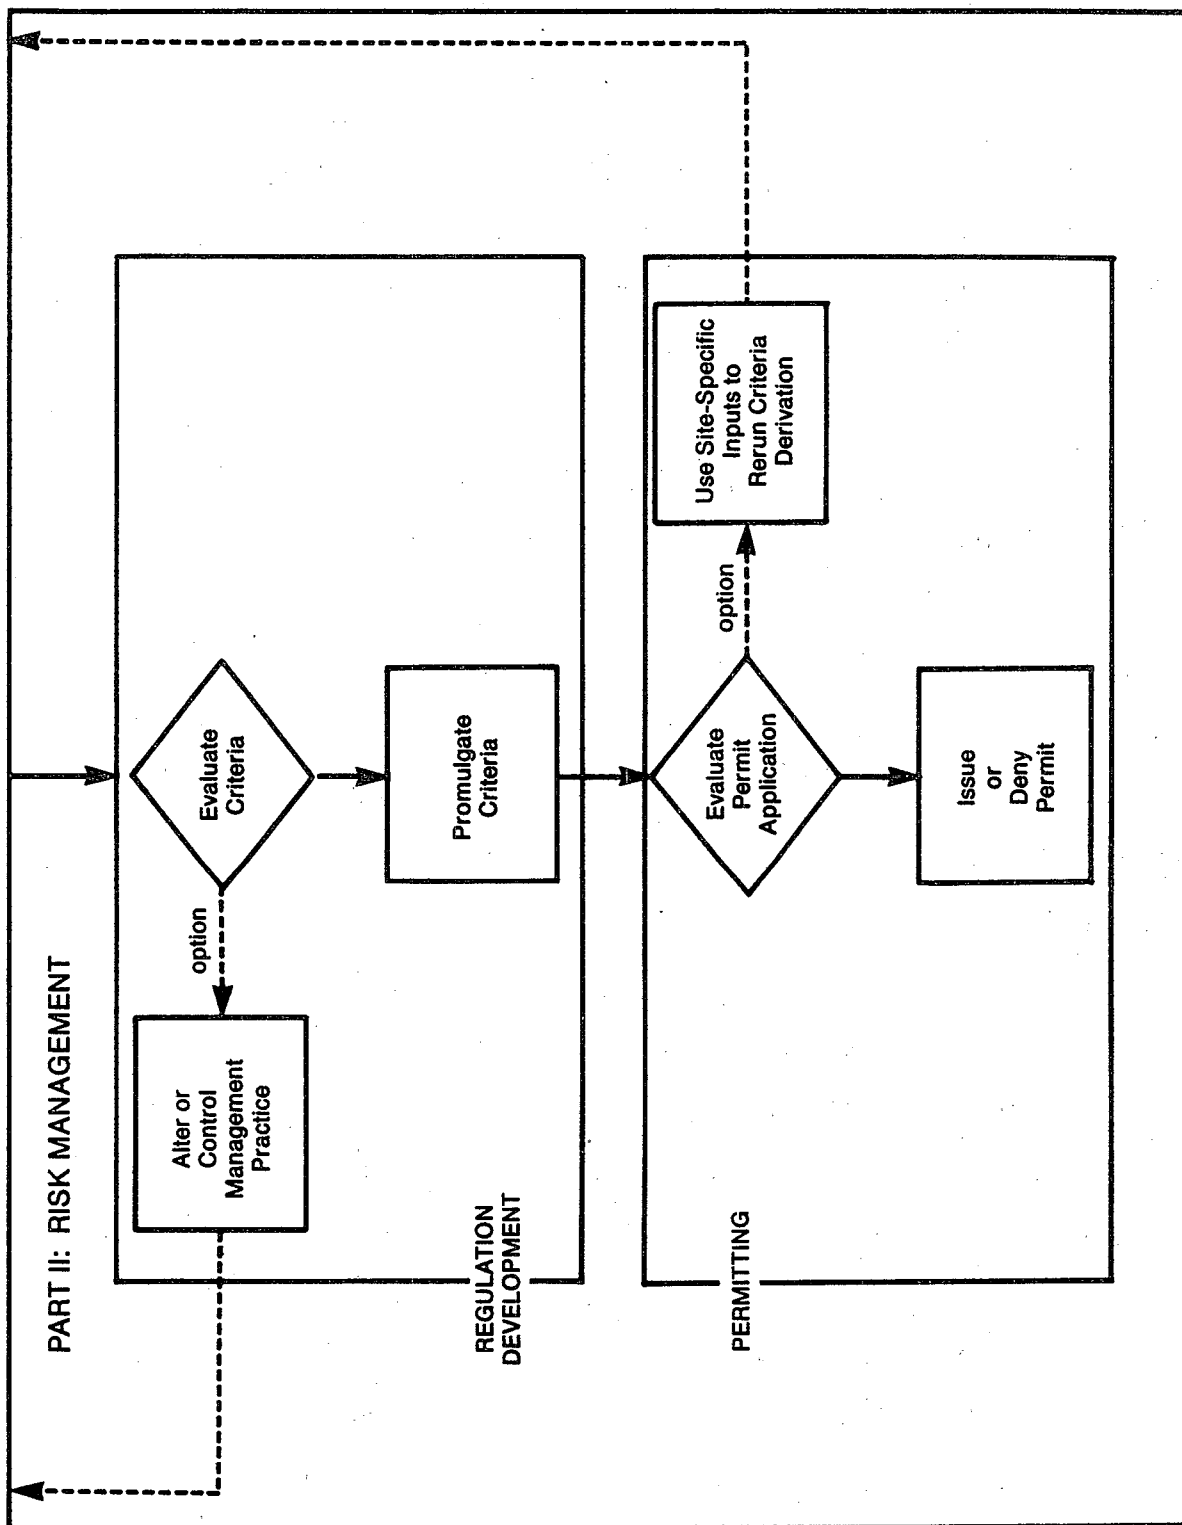 PART II: RISK MANAGEMENT
Alter or
Control
Management
Practice
option
Evaluate
Criteria
Promulgate
Criteria
REGULATION
DEVELOPMENT
Evaluate
Permit
Application
option
Use Site-Specific
Inputs to
Rerun Criteria
Derivation
Issue
or
Deny
Permit
PERMITTING